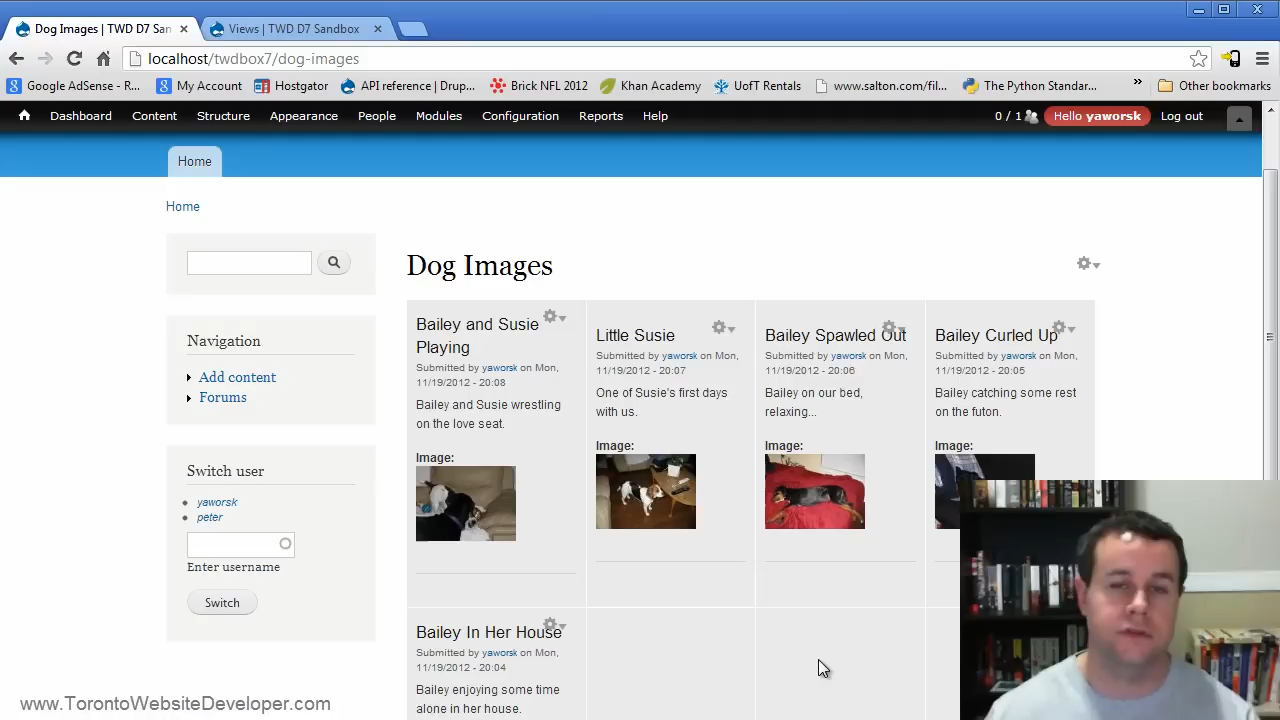 Dog Images | TWD D7 San
Views | TWD D7 Sandbox
localhost/twdbox7/dog-images
Google AdSense - R...
My Account
Hostgator
API reference | Drup...
Brick NFL 2012
Khan Academy
UofT Rentals
www.salton.com/fil...
The Python Standar...
»
Other bookmarks
Dashboard
Content
Structure
Appearance
People
Modules
Configuration
Reports
Help
0 / 1
Hello yaworsk
Log out
Home
Home
Navigation
Add content
Forums
Switch user
yaworsk
peter
Enter username
Switch
Dog Images
Bailey and Susie
Playing
Submitted by yaworsk on Mon,
11/19/2012 - 20:08
Bailey and Susie wrestling
on the love seat.
Image:
Little Susie
Submitted by yaworsk on Mon,
11/19/2012 - 20:07
One of Susie's first days
with us.
Image:
Bailey Spawled Out
Submitted by yaworsk on Mon,
11/19/2012 - 20:06
Bailey on our bed,
relaxing...
Image:
Bailey Curled Up
Submitted by yaworsk on Mon,
11/19/2012 - 20:05
Bailey catching some rest
on the futon.
Image:
Bailey In Her House
Submitted by yaworsk on Mon,
11/19/2012 - 20:04
Bailey enjoying some time
alone in her house.
www.TorontoWebsiteDeveloper.com